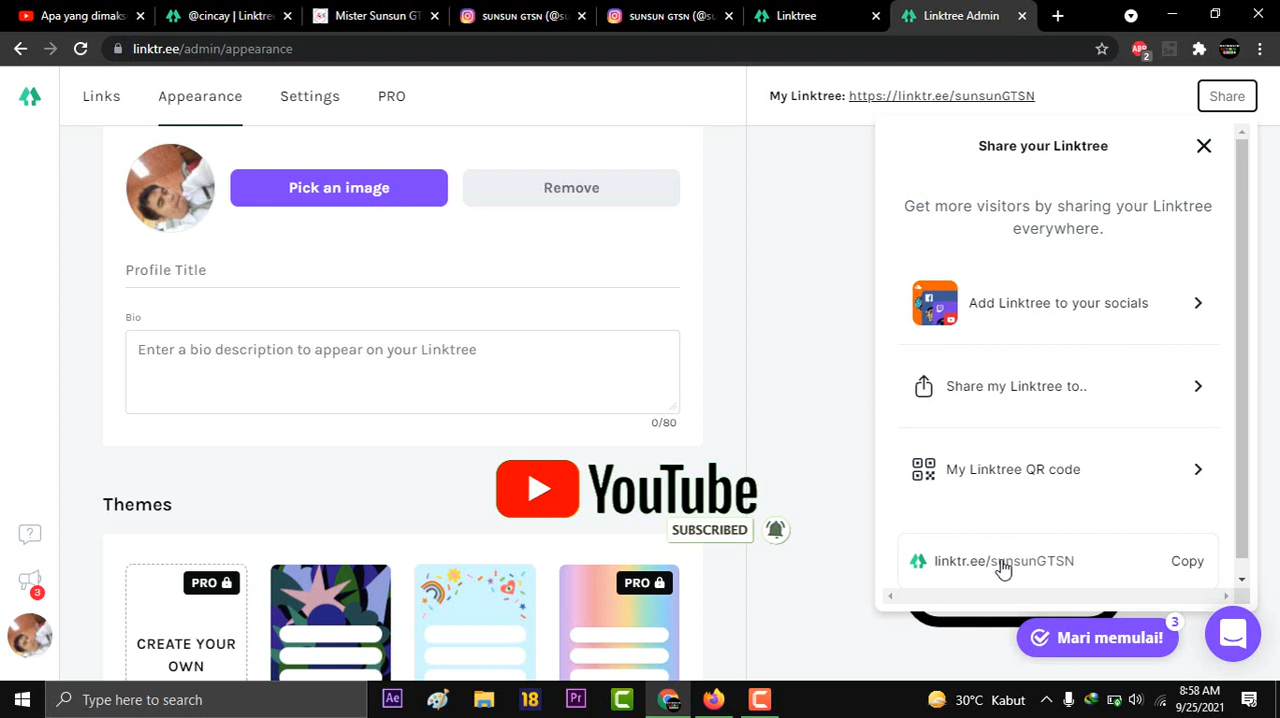 Apa yang dimaks
@cincay | Linktre
Mister Sunsun GT
sunsun GTSN (@su
sunsun GTSN (@s
Linktree
Linktree Admin
linktr.ee/admin/appearance
2
Links
Appearance
Settings
PRO
My Linktree: https://linktr.ee/sunsunGTSN
Share
Pick an image
Remove
Profile Title
Bio
Enter a bio description to appear on your Linktree
0/80
Themes
PRO
CREATE YOUR
OWN
PRO
YouTube
SUBSCRIBED
Share your Linktree
Get more visitors by sharing your Linktree
everywhere.
Add Linktree to your socials
Share my Linktree to..
My Linktree QR code
linktr.ee/sunsunGTSN
Copy
3
Mari memulai!
3
Type here to search
Ae
18
Pr
30°C Kabut
8:58 AM
9/25/2021